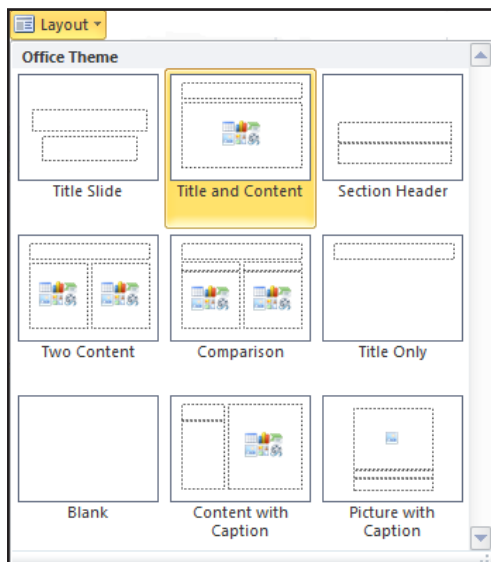 Layout
Office Theme
Title Slide
Title and Content
Section Header
Two Content
Comparison
Title Only
Blank
Content with
Caption
Picture with
Caption